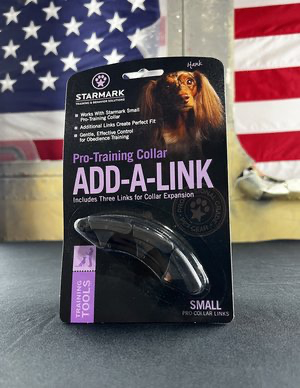 Hank
STARMARK
TRAINING & BEHAVIOR SOLUTIONS
• Works With Starmark Small
Pro-Training Collar
• Additional Links Create Perfect Fit
• Gentle, Effective Control
for Obedience Training
Pro-Training Collar
ADD-A-LINK
Includes Three Links for Collar Expansion
TRAINING
TOOLS
SMALL
PRO COLLAR LINKS